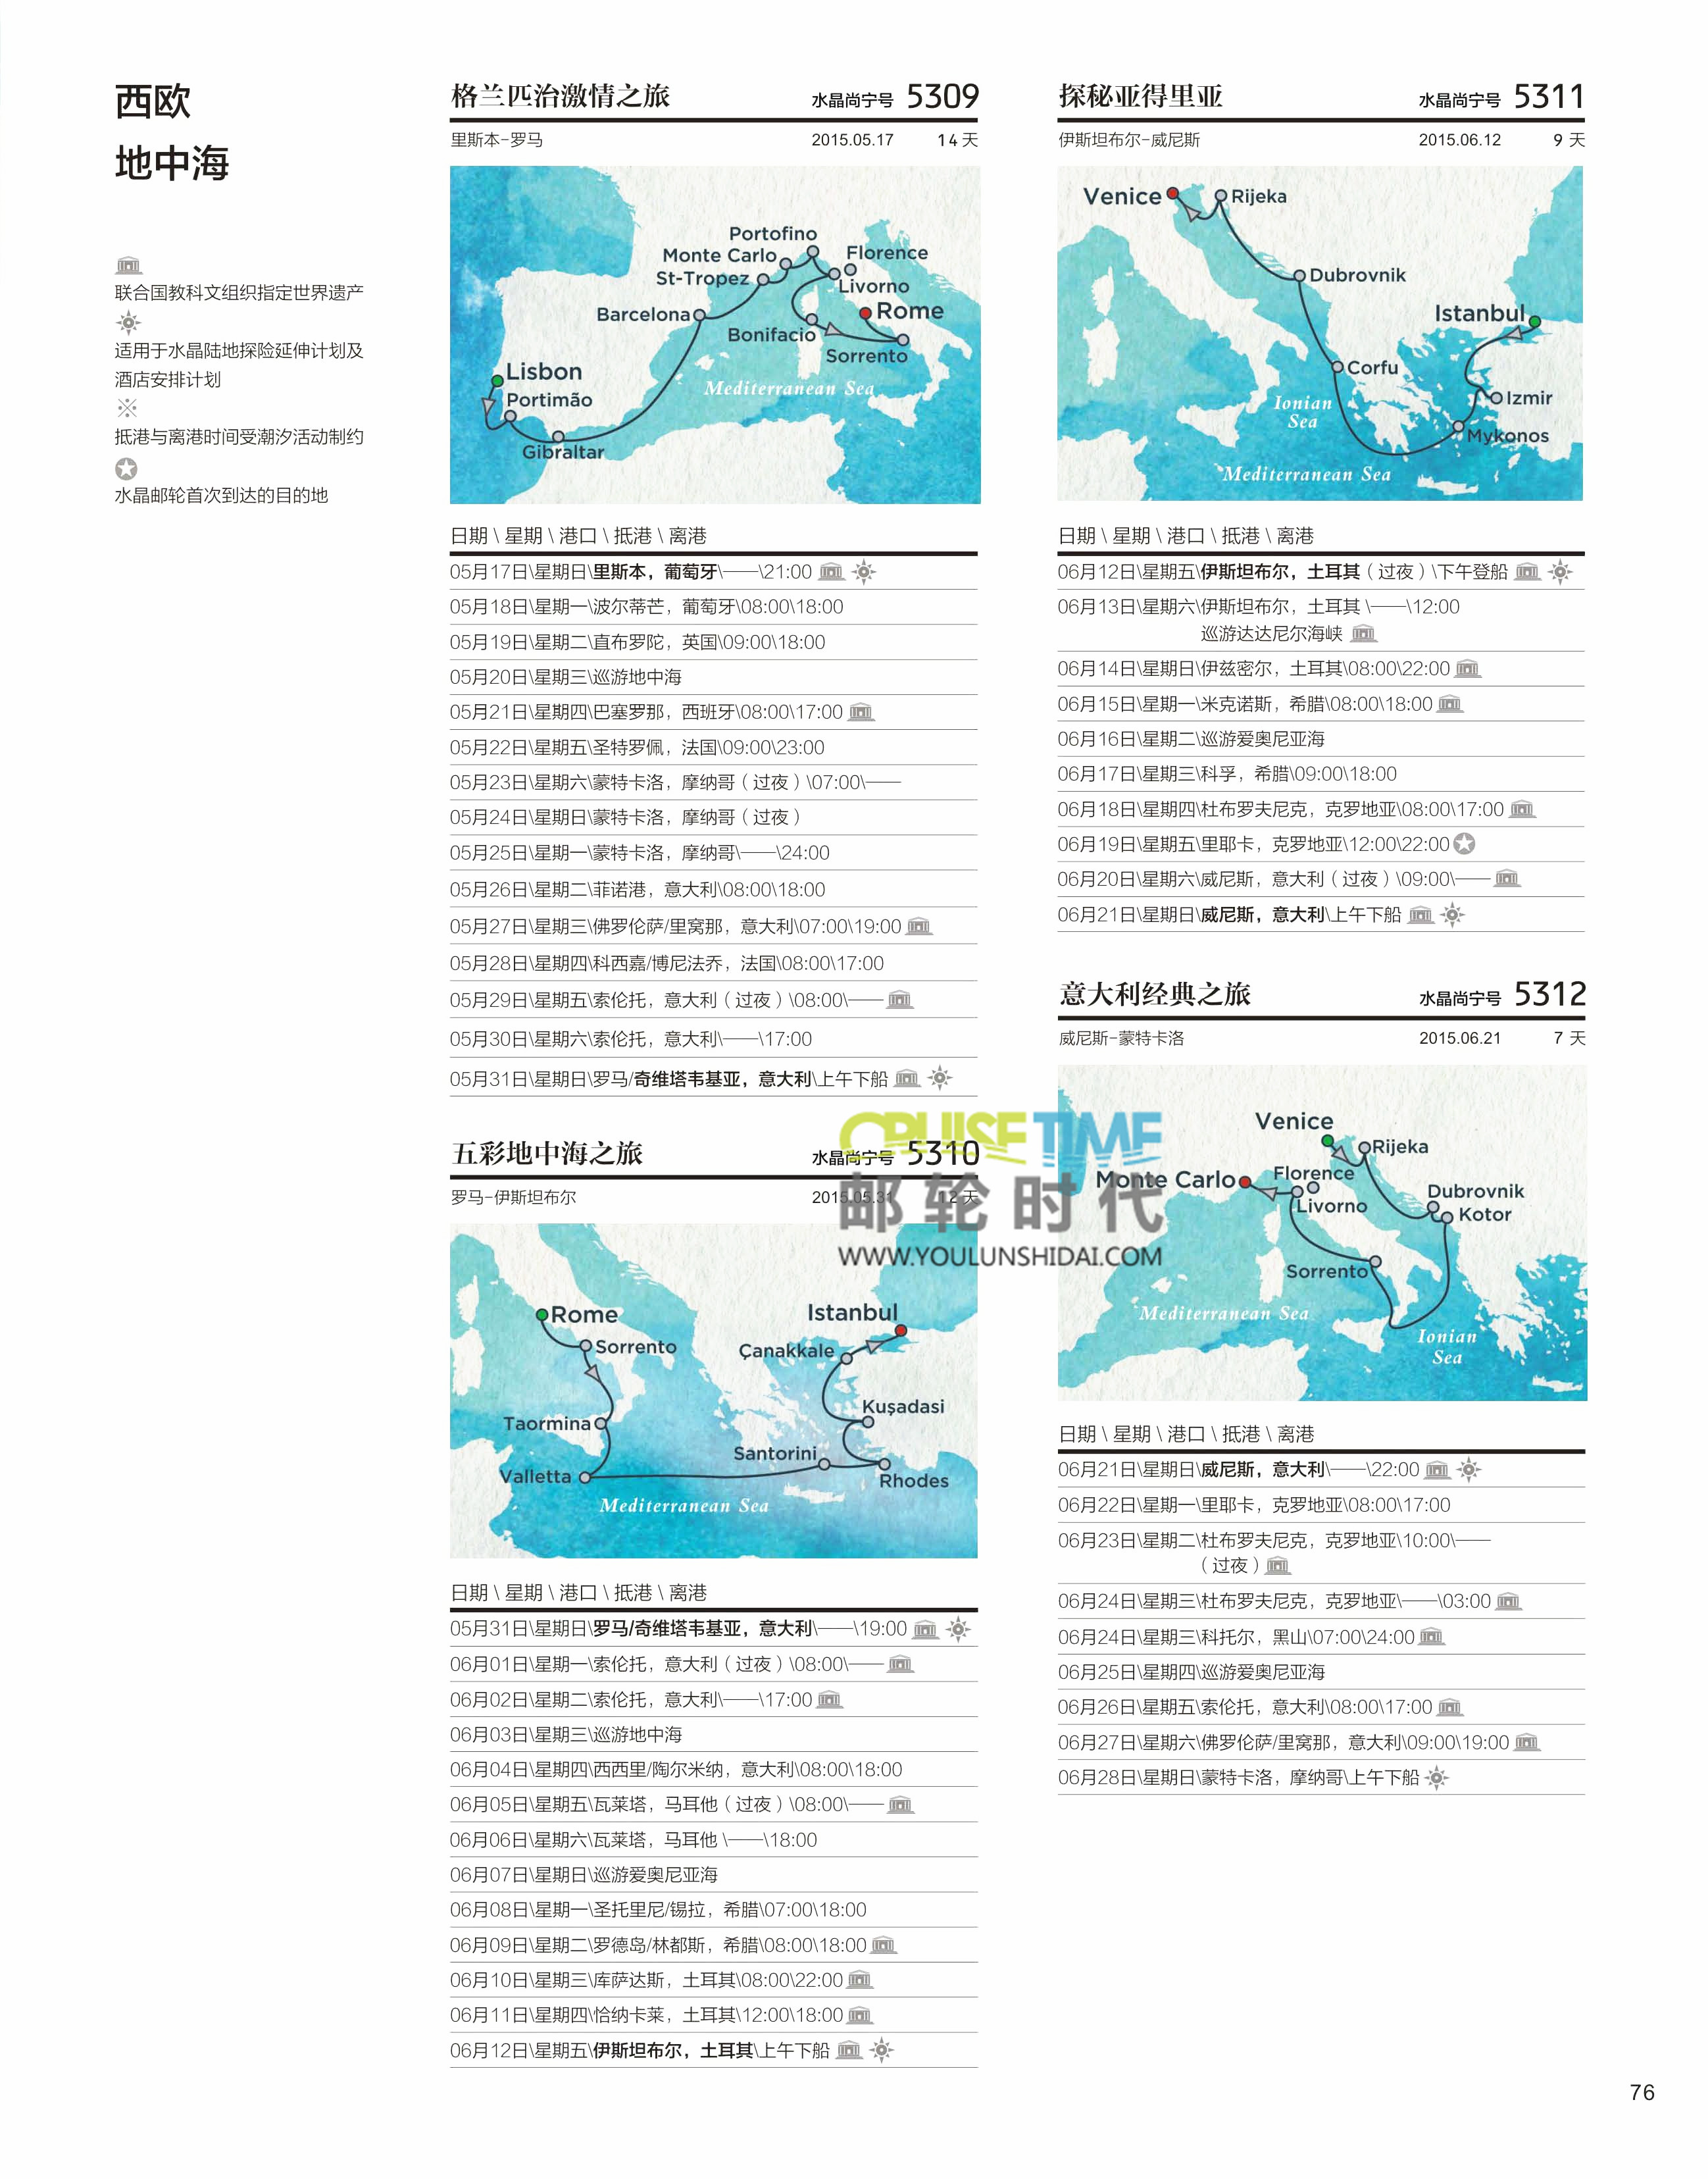 西欧
地中海
联合国教科文组织指定世界遗产
适用于水晶陆地探险延伸计划及
酒店安排计划
※
抵港与离港时间受潮汐活动制约
水晶邮轮首次到达的目的地
格兰匹治激情之旅 水晶尚宁号 5309
里斯本-罗马 2015.05.17 14 天
Portofino
Monte Carlo
Florence
St-Tropez
Livorno
Barcelona
Rome
Bonifacio
Sorrento
Lisbon
Mediterranean Sea
Portimão
Gibraltar
日期 \ 星期 \ 港口 \ 抵港 \ 离港
05月17日\星期日\里斯本，葡萄牙\——\21:00
05月18日\星期一\波尔蒂芒，葡萄牙\08:00\18:00
05月19日\星期二\直布罗陀，英国\09:00\18:00
05月20日\星期三\巡游地中海
05月21日\星期四\巴塞罗那，西班牙\08:00\17:00
05月22日\星期五\圣特罗佩，法国\09:00\23:00
05月23日\星期六\蒙特卡洛，摩纳哥（过夜）\07:00\——
05月24日\星期日\蒙特卡洛，摩纳哥（过夜）
05月25日\星期一\蒙特卡洛，摩纳哥\——\24:00
05月26日\星期二\菲诺港，意大利\08:00\18:00
05月27日\星期三\佛罗伦萨/里窝那，意大利\07:00\19:00
05月28日\星期四\科西嘉/博尼法乔，法国\08:00\17:00
05月29日\星期五\索伦托，意大利（过夜）\08:00\——
05月30日\星期六\索伦托，意大利\——\17:00
05月31日\星期日\罗马/奇维塔韦基亚，意大利\上午下船
五彩地中海之旅 水晶尚宁号 5310
罗马-伊斯坦布尔 2015.05.31 12 天
Rome
Istanbul
Sorrento
Çanakkale
Taormina
Kuşadasi
Santorini
Valletta
Rhodes
Mediterranean Sea
日期 \ 星期 \ 港口 \ 抵港 \ 离港
05月31日\星期日\罗马/奇维塔韦基亚，意大利\——\19:00
06月01日\星期一\索伦托，意大利（过夜）\08:00\——
06月02日\星期二\索伦托，意大利\——\17:00
06月03日\星期三\巡游地中海
06月04日\星期四\西西里/陶尔米纳，意大利\08:00\18:00
06月05日\星期五\瓦莱塔，马耳他（过夜）\08:00\——
06月06日\星期六\瓦莱塔，马耳他 \——\18:00
06月07日\星期日\巡游爱奥尼亚海
06月08日\星期一\圣托里尼/锡拉，希腊\07:00\18:00
06月09日\星期二\罗德岛/林都斯，希腊\08:00\18:00
06月10日\星期三\库萨达斯，土耳其\08:00\22:00
06月11日\星期四\恰纳卡莱，土耳其\12:00\18:00
06月12日\星期五\伊斯坦布尔，土耳其\上午下船
探秘亚得里亚 水晶尚宁号 5311
伊斯坦布尔-威尼斯 2015.06.12 9 天
Venice
Rijeka
Dubrovnik
Istanbul
Corfu
Izmir
Ionian
Sea
Mykonos
Mediterranean Sea
日期 \ 星期 \ 港口 \ 抵港 \ 离港
06月12日\星期五\伊斯坦布尔，土耳其（过夜）\下午登船
06月13日\星期六\伊斯坦布尔，土耳其 \——\12:00
巡游达达尼尔海峡
06月14日\星期日\伊兹密尔，土耳其\08:00\22:00
06月15日\星期一\米克诺斯，希腊\08:00\18:00
06月16日\星期二\巡游爱奥尼亚海
06月17日\星期三\科孚，希腊\09:00\18:00
06月18日\星期四\杜布罗夫尼克，克罗地亚\08:00\17:00
06月19日\星期五\里耶卡，克罗地亚\12:00\22:00
06月20日\星期六\威尼斯，意大利（过夜）\09:00\——
06月21日\星期日\威尼斯，意大利\上午下船
意大利经典之旅 水晶尚宁号 5312
威尼斯-蒙特卡洛 2015.06.21 7 天
Venice
Rijeka
Florence
Monte Carlo
Livorno
Dubrovnik
Kotor
Sorrento
Mediterranean Sea
Ionian
Sea
日期 \ 星期 \ 港口 \ 抵港 \ 离港
06月21日\星期日\威尼斯，意大利\——\22:00
06月22日\星期一\里耶卡，克罗地亚\08:00\17:00
06月23日\星期二\杜布罗夫尼克，克罗地亚\10:00\——
（过夜）
06月24日\星期三\杜布罗夫尼克，克罗地亚\——\03:00
06月24日\星期三\科托尔，黑山\07:00\24:00
06月25日\星期四\巡游爱奥尼亚海
06月26日\星期五\索伦托，意大利\08:00\17:00
06月27日\星期六\佛罗伦萨/里窝那，意大利\09:00\19:00
06月28日\星期日\蒙特卡洛，摩纳哥\上午下船
CRUISETIME
邮轮时代
WWW.YOULUNSHIDAI.COM
76